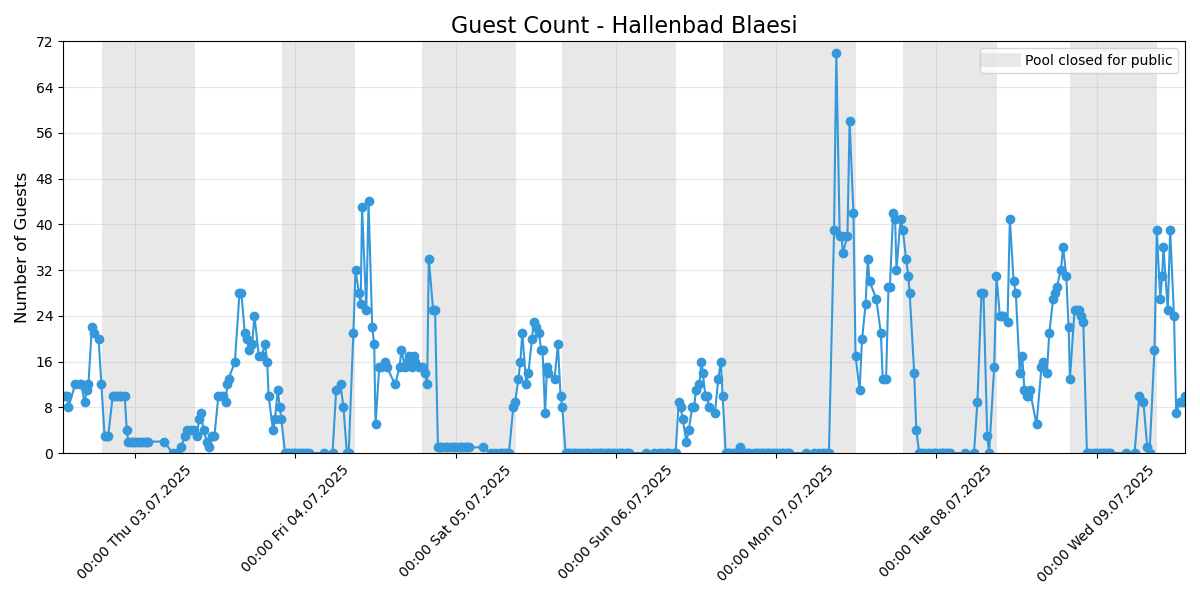 Guest Count - Hallenbad Blaesi
Pool closed for public
Number of Guests
72
64
56
48
40
32
24
16
8
0
00:00 Thu 03.07.2025
00:00 Fri 04.07.2025
00:00 Sat 05.07.2025
00:00 Sun 06.07.2025
00:00 Mon 07.07.2025
00:00 Tue 08.07.2025
00:00 Wed 09.07.2025